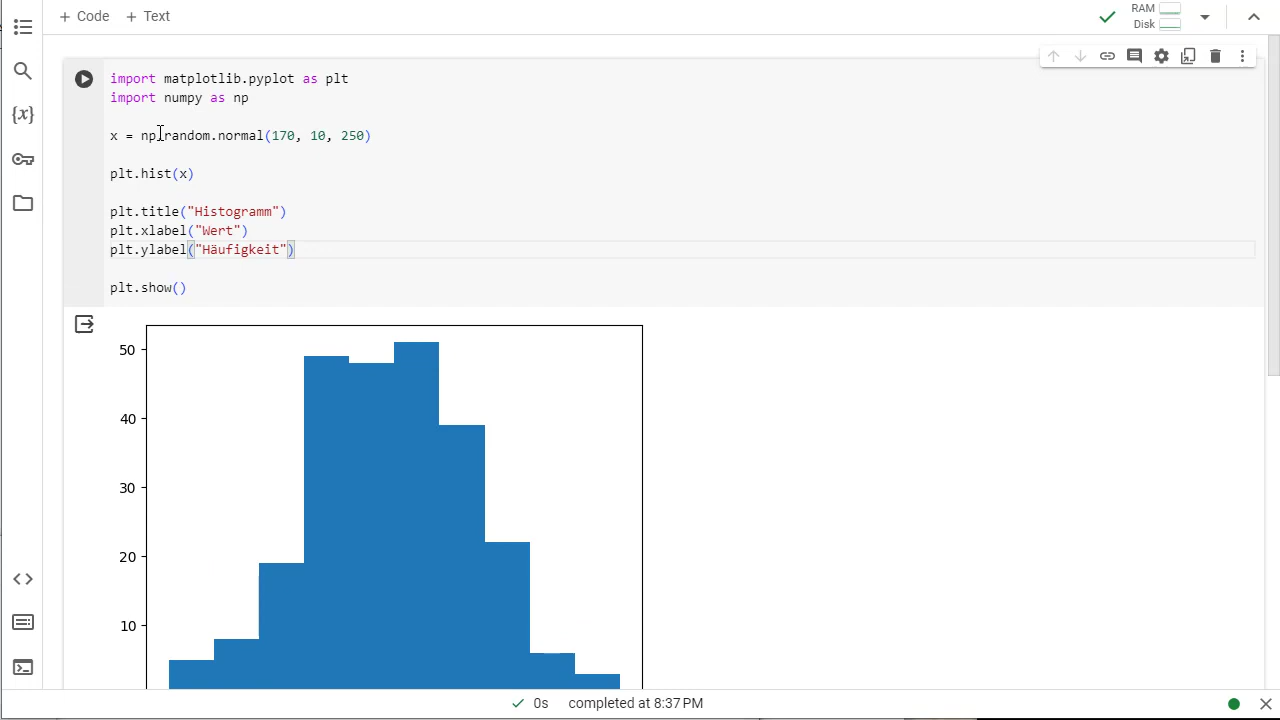 + Code + Text
RAM
Disk
import matplotlib.pyplot as plt
import numpy as np
x = np.random.normal(170, 10, 250)
plt.hist(x)
plt.title("Histogramm")
plt.xlabel("Wert")
plt.ylabel("Häufigkeit")
plt.show()
{x}
50
40
30
20
10
0s completed at 8:37 PM